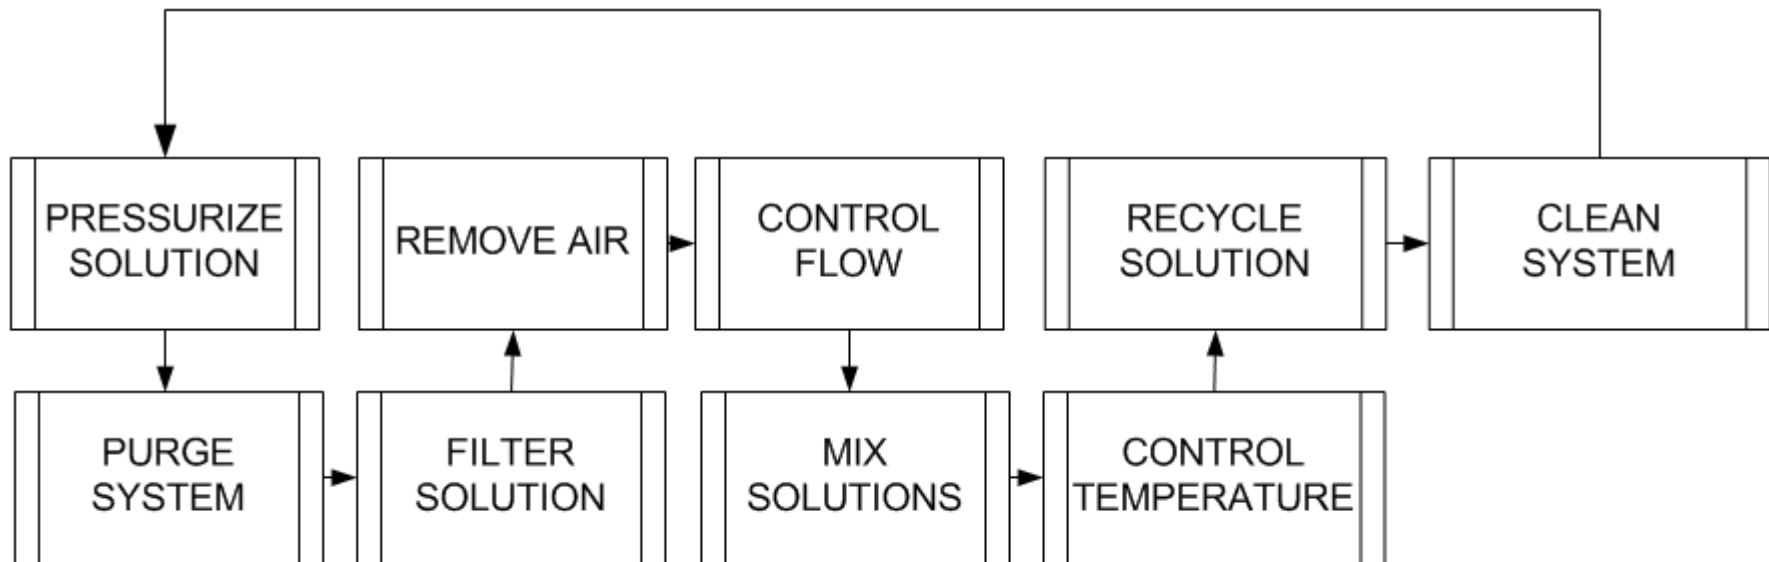 PRESSURIZE
SOLUTION
REMOVE AIR
CONTROL
FLOW
RECYCLE
SOLUTION
CLEAN
SYSTEM
PURGE
SYSTEM
FILTER
SOLUTION
MIX
SOLUTIONS
CONTROL
TEMPERATURE